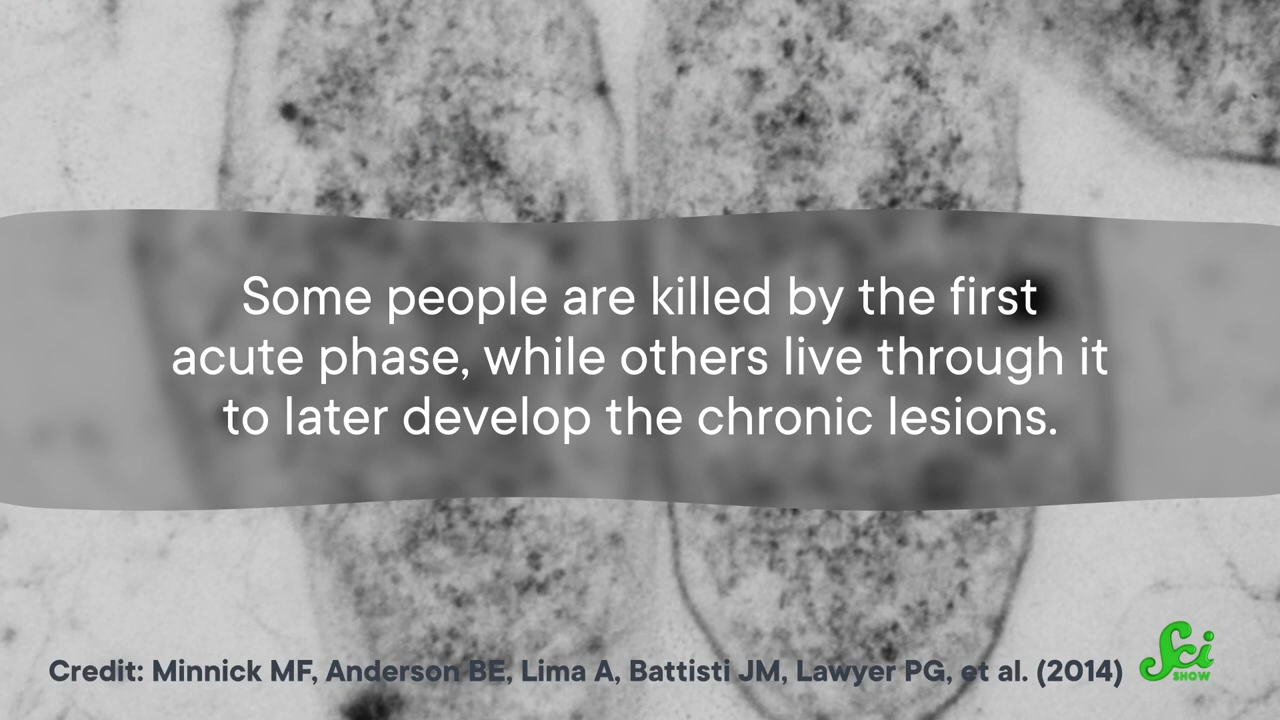 Some people are killed by the first
acute phase, while others live through it
to later develop the chronic lesions.
Credit: Minnick MF, Anderson BE, Lima A, Battisti JM, Lawyer PG, et al. (2014)
Sci
SHOW